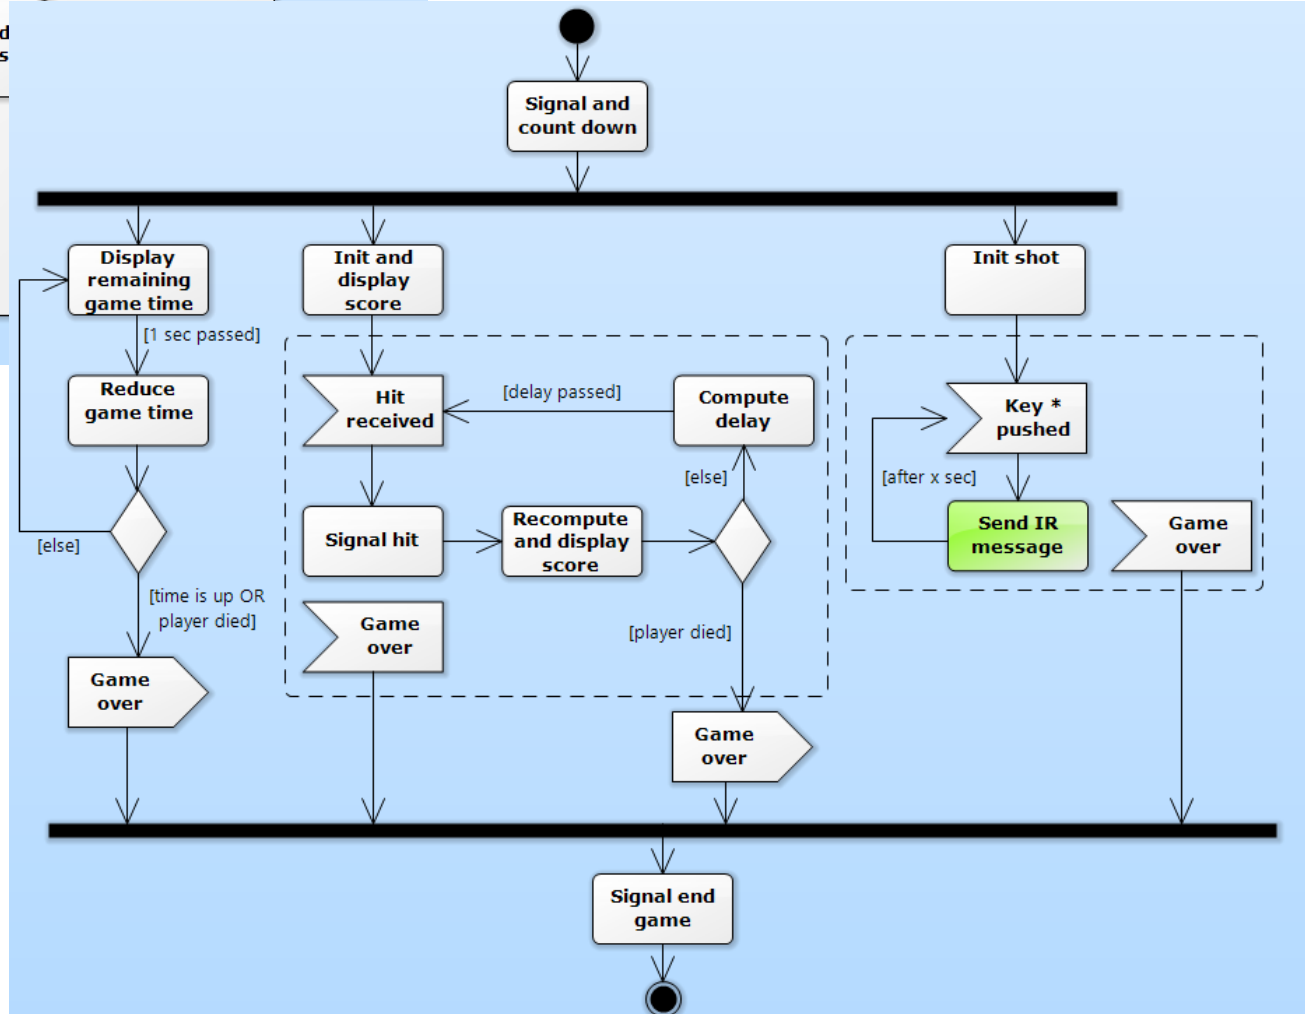 d
s
Signal and
count down
Display
remaining
game time
Init and
display
score
Init shot
[1 sec passed]
Reduce
game time
Hit
received
[delay passed]
Compute
delay
Key *
pushed
[else]
[after x sec]
Signal hit
Recompute
and display
score
Send IR
message
Game
over
[else]
[time is up OR
player died]
Game
over
[player died]
Game
over
Game
over
Signal end
game